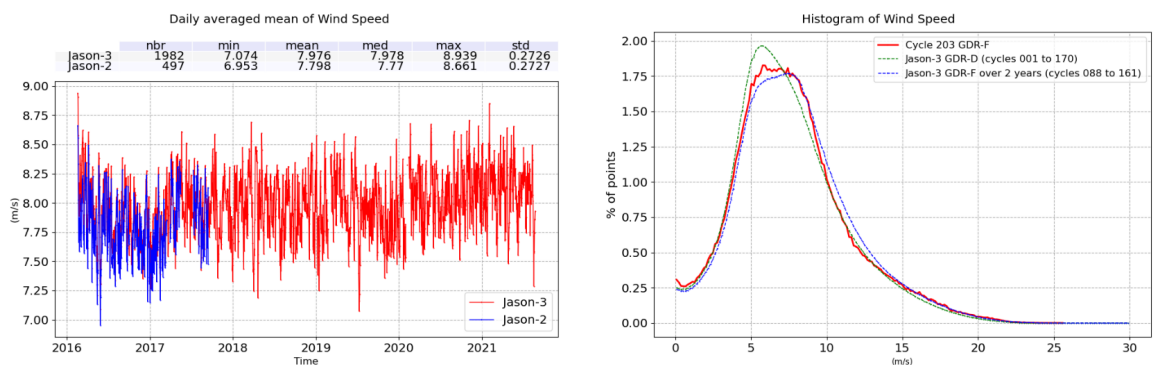 Daily averaged mean of Wind Speed
nbr min mean med max std
Jason-3 1982 7.074 7.976 7.978 8.939 0.2726
Jason-2 497 6.953 7.798 7.77 8.661 0.2727
9.00
8.75
8.50
8.25
8.00
7.75
7.50
7.25
7.00
(m/s)
Jason-3
Jason-2
2016 2017 2018 2019 2020 2021
Time
Histogram of Wind Speed
Cycle 203 GDR-F
Jason-3 GDR-D (cycles 001 to 170)
Jason-3 GDR-F over 2 years (cycles 088 to 161)
2.00
1.75
1.50
1.25
1.00
0.75
0.50
0.25
0.00
% of points
0 5 10 15 20 25 30
(m/s)